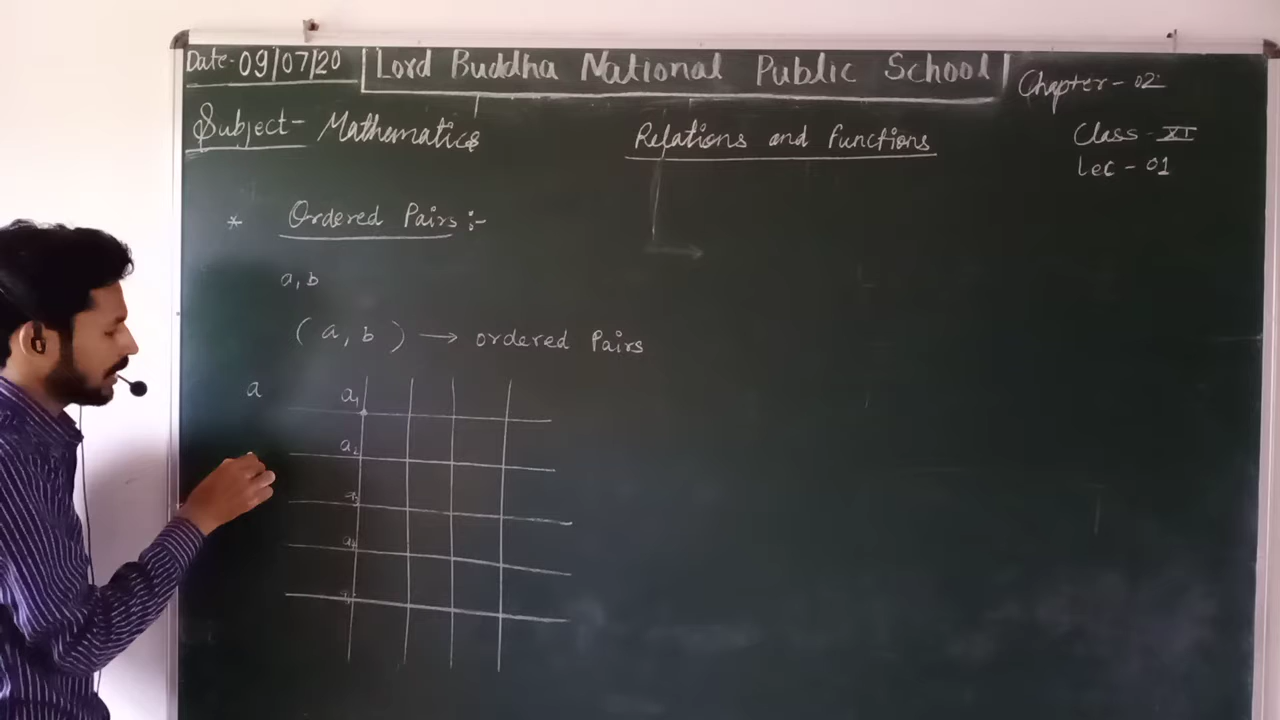 Date-09/07/20
Lord Buddha National Public School
Chapter-02
Subject- Mathematics
Relations and Functions
Class-XI
Lec-01
* Ordered Pairs:-
a, b
(a, b) → ordered Pairs
a
a₁
a₂
a₄